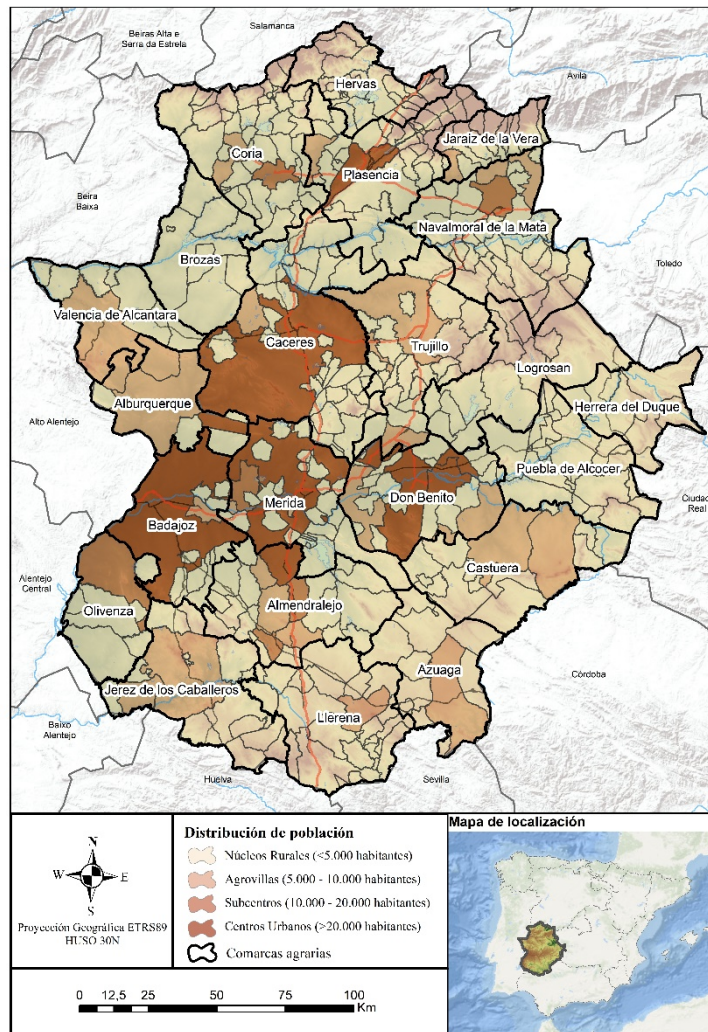 Salamanca
Beiras Alta e
Serra da Estrela
Avila
Hervas
Jaraiz de la Vera
Coria
Plasencia
Beira
Baixa
Navalmoral de la Mata
Brozas
Toledo
Valencia de Alcantara
Caceres
Trujillo
Logrosan
Alburquerque
Herrera del Duque
Alto Alentejo
Puebla de Alcocer
Don Benito
Merida
Ciudad
Real
Badajoz
Castuera
Alentejo
Central
Olivenza
Almendralejo
Azuaga
Córdoba
Jerez de los Caballeros
Llerena
Baixo
Alentejo
Huelva
Sevilla
N
W
E
S
Proyección Geográfica ETRS89
HUSO 30N
Distribución de población
Núcleos Rurales (<5.000 habitantes)
Agrovillas (5.000 - 10.000 habitantes)
Subcentros (10.000 - 20.000 habitantes)
Centros Urbanos (>20.000 habitantes)
Comarcas agrarias
Mapa de localización
0 12,5 25 50 75 100
Km